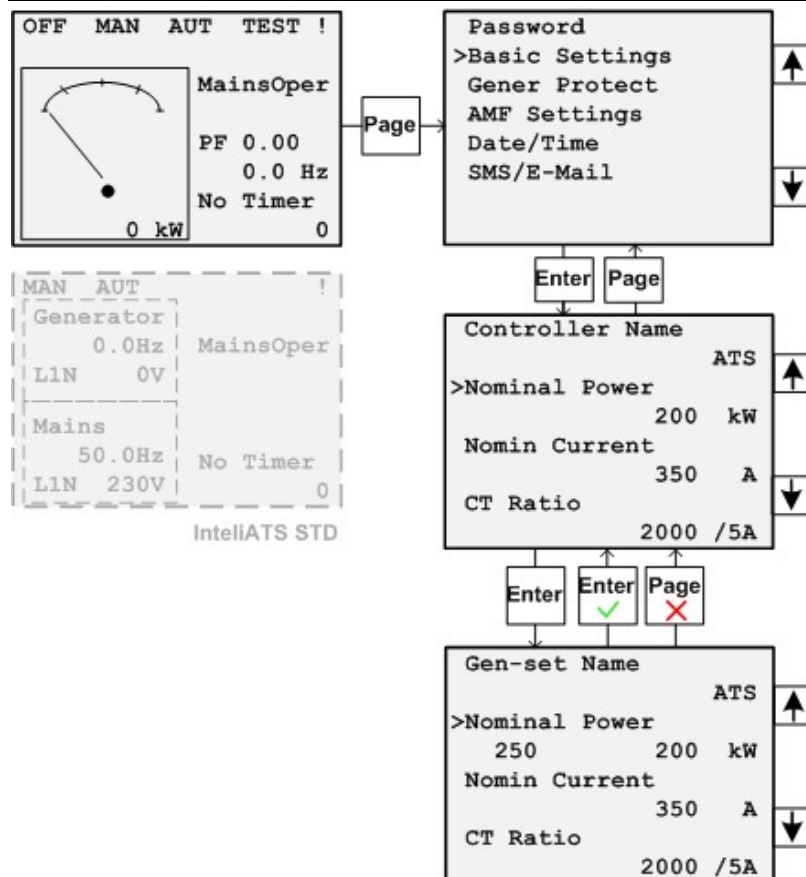 OFF MAN AUT TEST !
MainsOper
PF 0.00
0.0 Hz
No Timer
0 kW 0
Page
Password
>Basic Settings
Gener Protect
AMF Settings
Date/Time
SMS/E-Mail
Enter Page
MAN AUT !
Generator
0.0Hz MainsOper
L1N 0V
Mains
50.0Hz No Timer
L1N 230V 0
InteliATS STD
Controller Name
ATS
>Nominal Power
200 kW
Nomin Current
350 A
CT Ratio
2000 /5A
Enter Enter Page
Gen-set Name
ATS
>Nominal Power
250 200 kW
Nomin Current
350 A
CT Ratio
2000 /5A